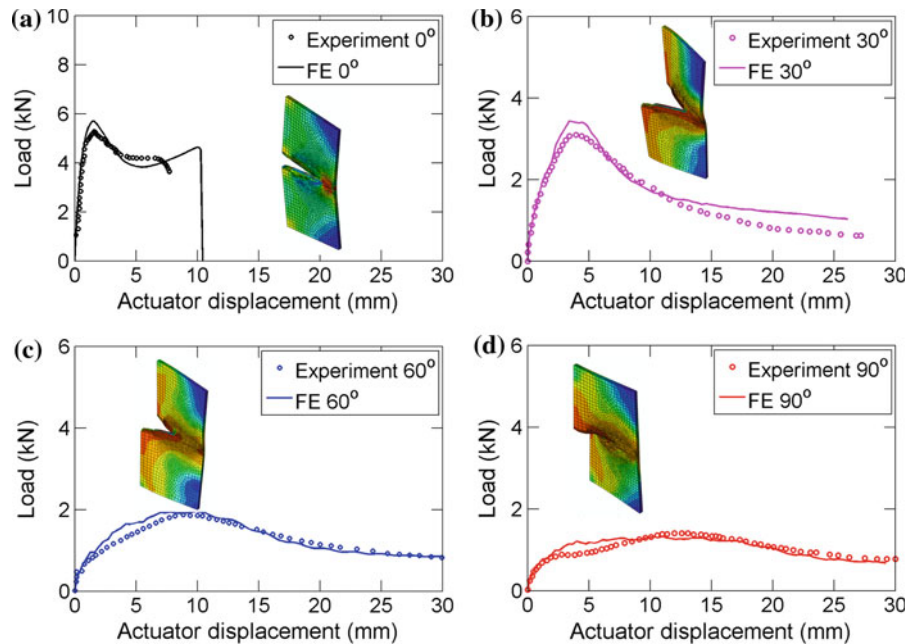 (a)
10
8
6
4
2
0
Load (kN)
Experiment 0°
FE 0°
0 5 10 15 20 25 30
Actuator displacement (mm)
(b)
6
4
2
0
Load (kN)
Experiment 30°
FE 30°
0 5 10 15 20 25 30
Actuator displacement (mm)
(c)
6
4
2
0
Load (kN)
Experiment 60°
FE 60°
0 5 10 15 20 25 30
Actuator displacement (mm)
(d)
6
4
2
0
Load (kN)
Experiment 90°
FE 90°
0 5 10 15 20 25 30
Actuator displacement (mm)